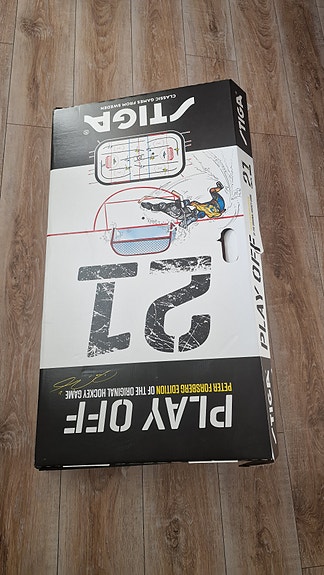 STIGA®
CLASSIC GAMES FROM SWEDEN
21
PLAY OFF
PETER FORSBERG EDITION OF THE ORIGINAL HOCKEY GAME
STIGA
PLAY OFF
21
STIGA